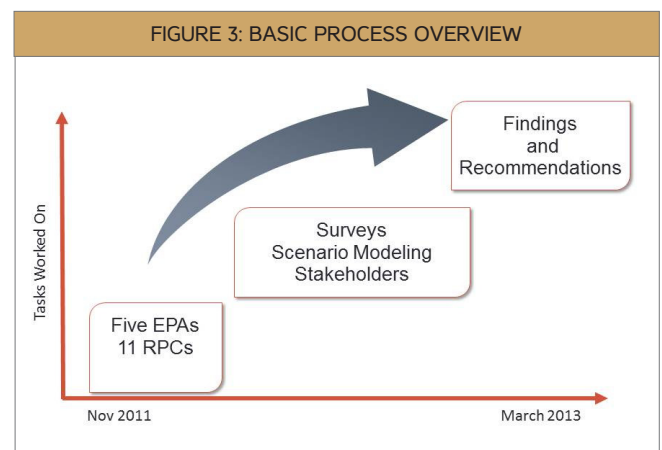 FIGURE 3: BASIC PROCESS OVERVIEW
Tasks Worked On
Findings
and
Recommendations
Surveys
Scenario Modeling
Stakeholders
Five EPAs
11 RPCs
Nov 2011
March 2013